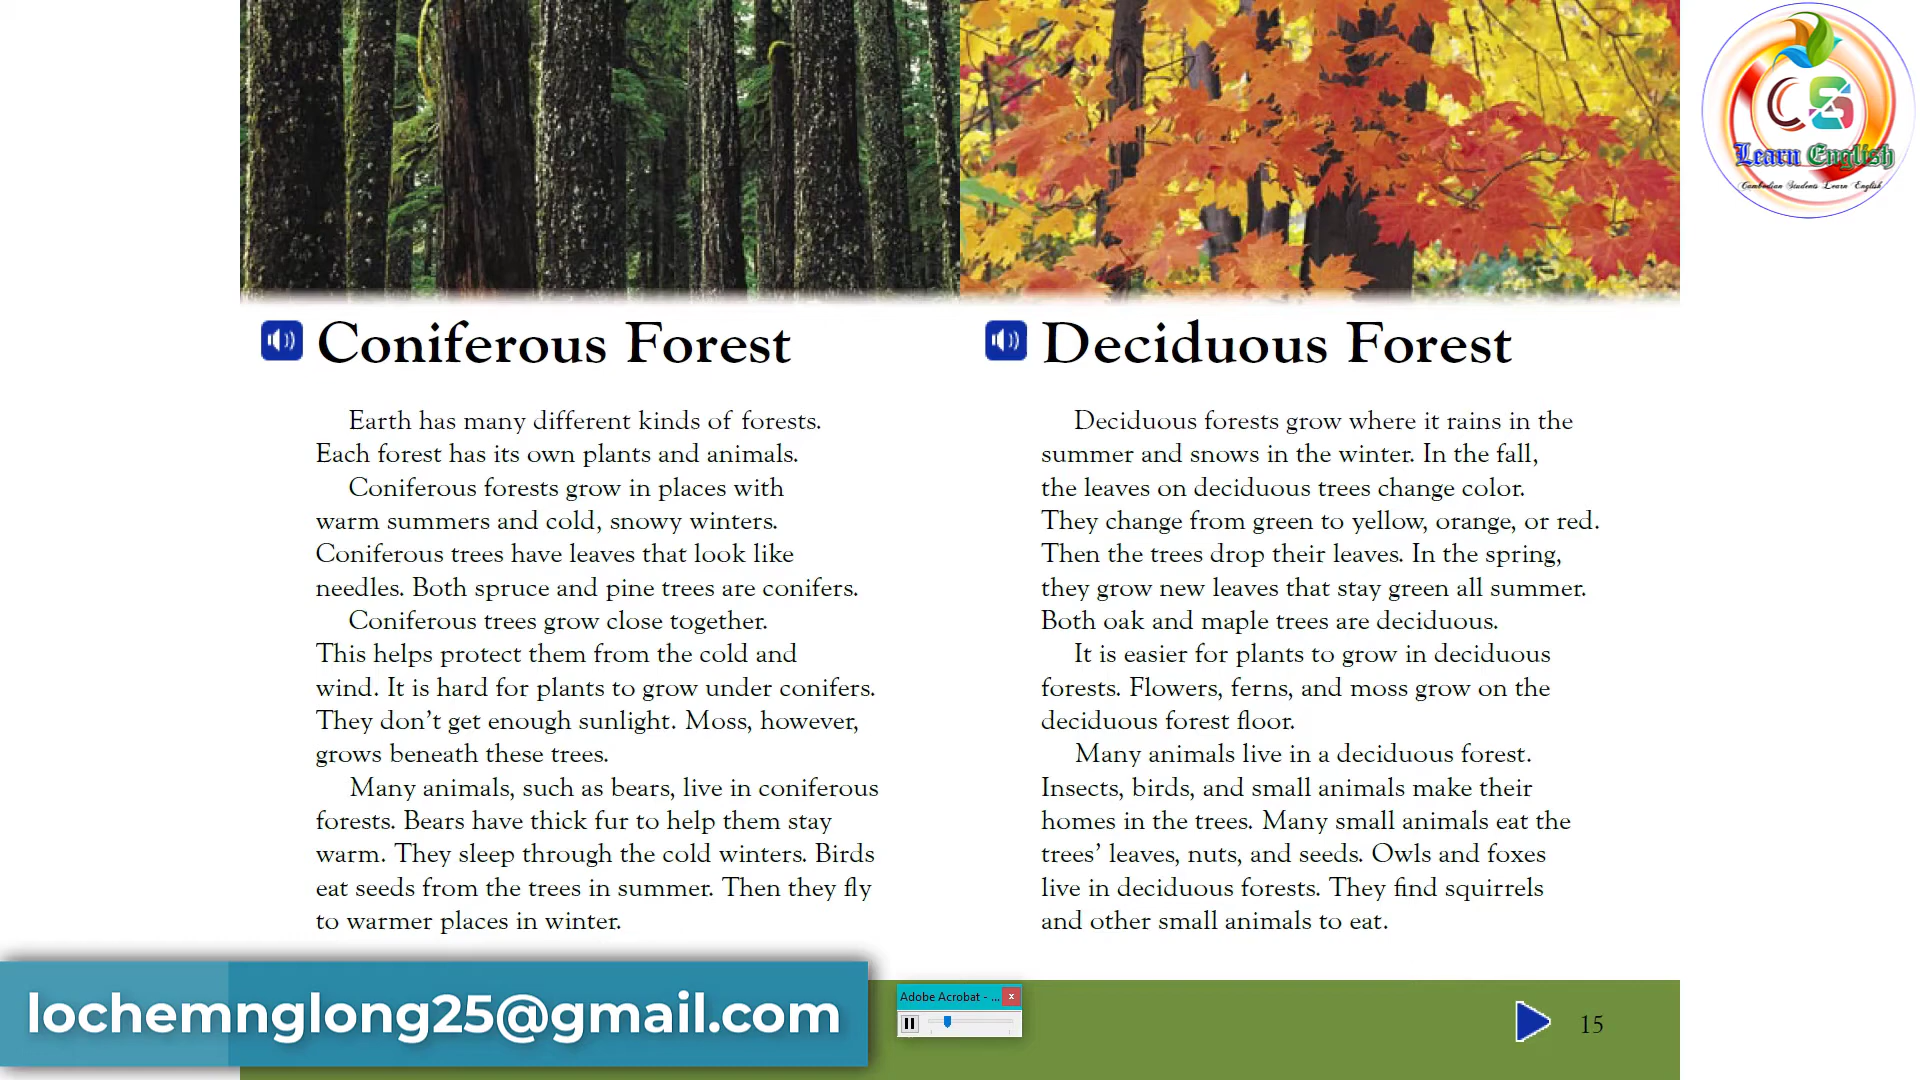 Coniferous Forest
Earth has many different kinds of forests.
Each forest has its own plants and animals.
Coniferous forests grow in places with
warm summers and cold, snowy winters.
Coniferous trees have leaves that look like
needles. Both spruce and pine trees are conifers.
Coniferous trees grow close together.
This helps protect them from the cold and
wind. It is hard for plants to grow under conifers.
They don't get enough sunlight. Moss, however,
grows beneath these trees.
Many animals, such as bears, live in coniferous
forests. Bears have thick fur to help them stay
warm. They sleep through the cold winters. Birds
eat seeds from the trees in summer. Then they fly
to warmer places in winter.
Deciduous Forest
Deciduous forests grow where it rains in the
summer and snows in the winter. In the fall,
the leaves on deciduous trees change color.
They change from green to yellow, orange, or red.
Then the trees drop their leaves. In the spring,
they grow new leaves that stay green all summer.
Both oak and maple trees are deciduous.
It is easier for plants to grow in deciduous
forests. Flowers, ferns, and moss grow on the
deciduous forest floor.
Many animals live in a deciduous forest.
Insects, birds, and small animals make their
homes in the trees. Many small animals eat the
trees' leaves, nuts, and seeds. Owls and foxes
live in deciduous forests. They find squirrels
and other small animals to eat.
CS
Learn English
Cambodian Students Learn English
lochemnglong25@gmail.com
Adobe Acrobat - ...
15